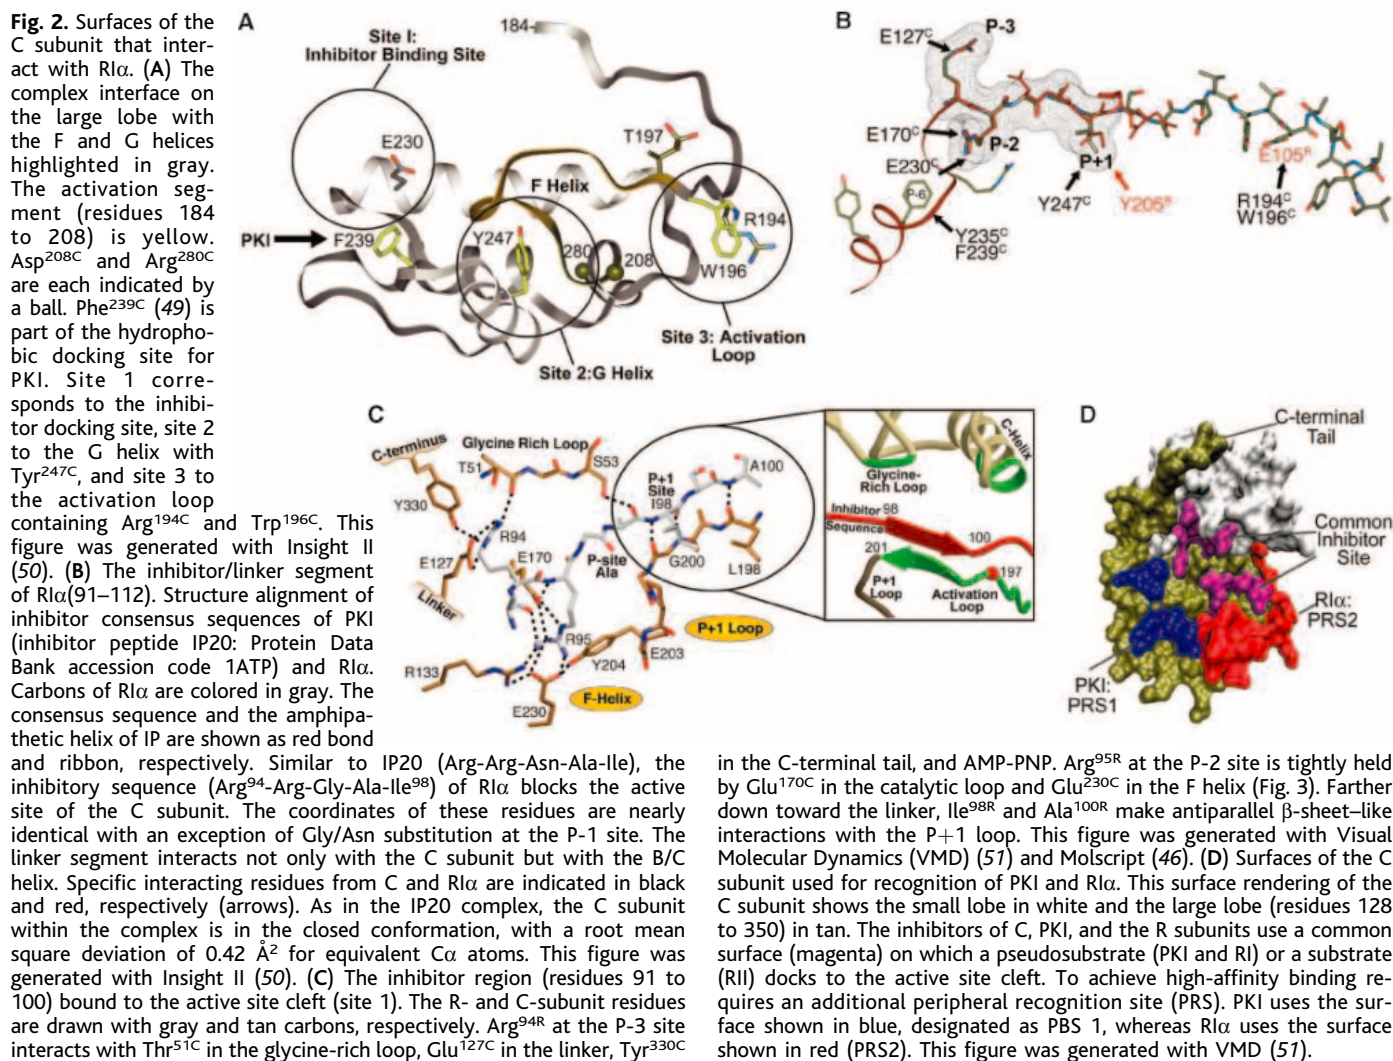 Fig. 2. Surfaces of the
C subunit that inter-
act with RIα. (A) The
complex interface on
the large lobe with
the F and G helices
highlighted in gray.
The activation seg-
ment (residues 184
to 208) is yellow.
Asp208C and Arg280C
are each indicated by
a ball. Phe239C (49) is
part of the hydropho-
bic docking site for
PKI. Site 1 corre-
sponds to the inhibi-
tor docking site, site 2
to the G helix with
Tyr247C, and site 3 to
the activation loop
containing Arg194C and Trp196C. This
figure was generated with Insight II
(50). (B) The inhibitor/linker segment
of RIα(91–112). Structure alignment of
inhibitor consensus sequences of PKI
(inhibitor peptide IP20: Protein Data
Bank accession code 1ATP) and RIα.
Carbons of RIα are colored in gray. The
consensus sequence and the amphipa-
thetic helix of IP are shown as red bond
and ribbon, respectively. Similar to IP20 (Arg-Arg-Asn-Ala-Ile), the
inhibitory sequence (Arg94-Arg-Gly-Ala-Ile98) of RIα blocks the active
site of the C subunit. The coordinates of these residues are nearly
identical with an exception of Gly/Asn substitution at the P-1 site. The
linker segment interacts not only with the C subunit but with the B/C
helix. Specific interacting residues from C and RIα are indicated in black
and red, respectively (arrows). As in the IP20 complex, the C subunit
within the complex is in the closed conformation, with a root mean
square deviation of 0.42 Å2 for equivalent Cα atoms. This figure was
generated with Insight II (50). (C) The inhibitor region (residues 91 to
100) bound to the active site cleft (site 1). The R- and C-subunit residues
are drawn with gray and tan carbons, respectively. Arg94R at the P-3 site
interacts with Thr51C in the glycine-rich loop, Glu127C in the linker, Tyr330C
in the C-terminal tail, and AMP-PNP. Arg95R at the P-2 site is tightly held
by Glu170C in the catalytic loop and Glu230C in the F helix (Fig. 3). Farther
down toward the linker, Ile98R and Ala100R make antiparallel β-sheet–like
interactions with the P+1 loop. This figure was generated with Visual
Molecular Dynamics (VMD) (51) and Molscript (46). (D) Surfaces of the C
subunit used for recognition of PKI and RIα. This surface rendering of the
C subunit shows the small lobe in white and the large lobe (residues 128
to 350) in tan. The inhibitors of C, PKI, and the R subunits use a common
surface (magenta) on which a pseudosubstrate (PKI and RI) or a substrate
(RII) docks to the active site cleft. To achieve high-affinity binding re-
quires an additional peripheral recognition site (PRS). PKI uses the sur-
face shown in blue, designated as PBS 1, whereas RIα uses the surface
shown in red (PRS2). This figure was generated with VMD (51).
A
184
Site I:
Inhibitor Binding Site
E230
T197
F Helix
PKI
F239
Y247
280
208
R194
W196
Site 3: Activation
Loop
Site 2:G Helix
B
E127C
P-3
E170C
P-2
E230C
P-6
P+1
Y247C
Y205R
E105R
R194C
W196C
Y235C
F239C
C
C-terminus
Glycine Rich Loop
T51
S53
Y330
R94
E127
E170
Linker
P-site
Ala
P+1
Site
I98
A100
G200
L198
R95
P+1 Loop
R133
Y204
E203
F-Helix
E230
C-Helix
Glycine-
Rich Loop
Inhibitor 98
Sequence
100
201
197
P+1
Loop
Activation
Loop
D
C-terminal
Tail
Common
Inhibitor
Site
RIα:
PRS2
PKI:
PRS1